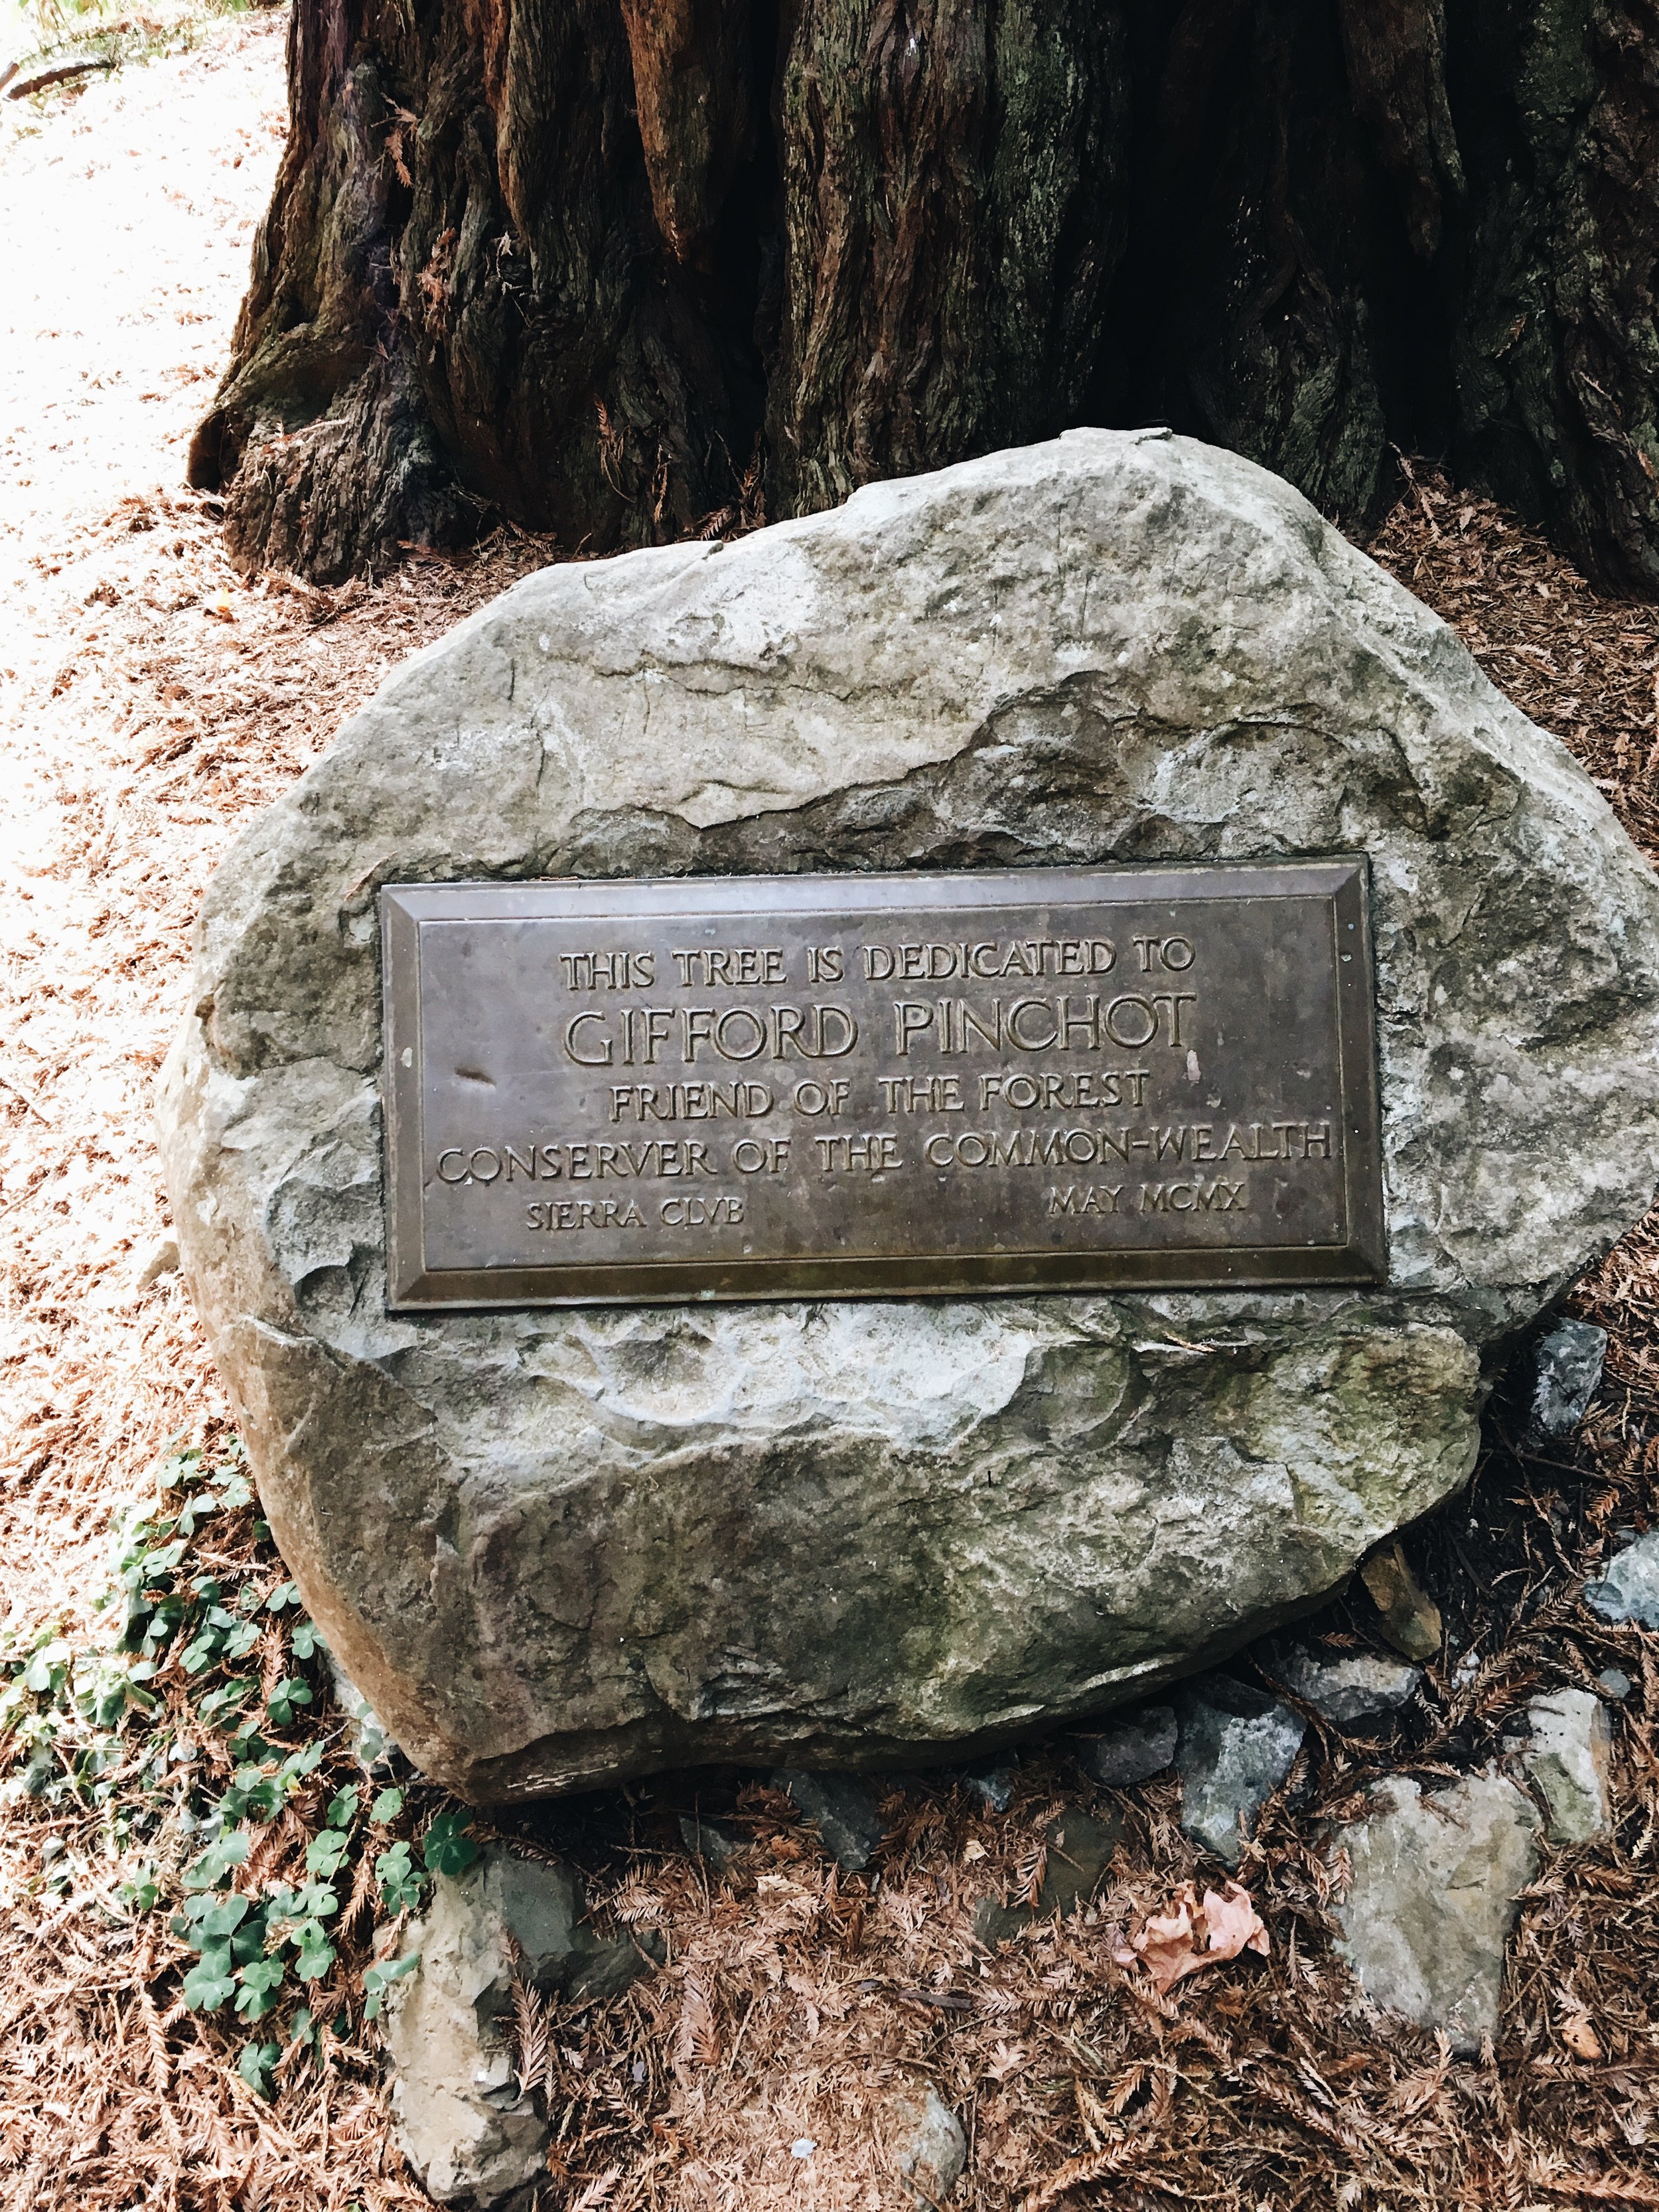 THIS TREE IS DEDICATED TO
GIFFORD PINCHOT
FRIEND OF THE FOREST
CONSERVER OF THE COMMON-WEALTH
SIERRA CLVB MAY MCMX